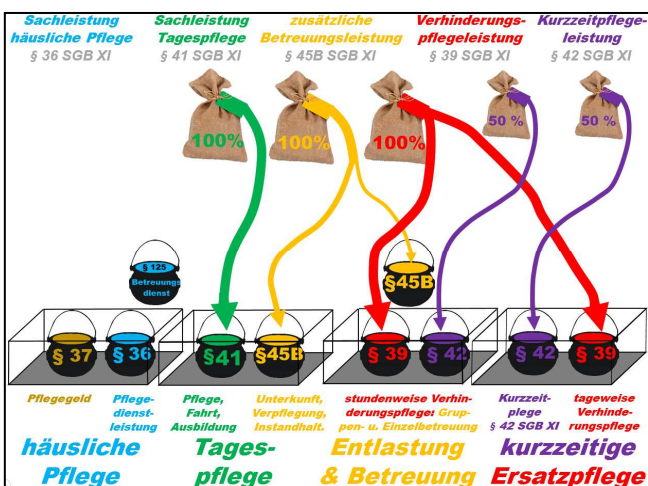 Sachleistung
häusliche Pflege
§ 36 SGB XI
Sachleistung
Tagespflege
§ 41 SGB XI
zusätzliche
Betreuungsleistung
§ 45B SGB XI
Verhinderungs-
pflegeleistung
§ 39 SGB XI
Kurzzeitpflege-
leistung
§ 42 SGB XI
100%
100%
100%
50 %
50 %
§ 125
Betreuungs
dienst
§45B
§ 37
§ 36
§41
§45B
§ 39
§ 42
§ 42
§ 39
Pflegegeld
Pflege-
dienst-
leistung
Pflege,
Fahrt,
Ausbildung
Unterkunft,
Verpflegung,
Instandhalt.
stundenweise Verhin-
derungspflege: Grup-
pen- u. Einzelbetreuung
Kurzzeit-
plege
§ 42 SGB XI
tageweise
Verhinde-
rungspflege
häusliche
Pflege
Tages-
pflege
Entlastung
& Betreuung
kurzzeitige
Ersatzpflege